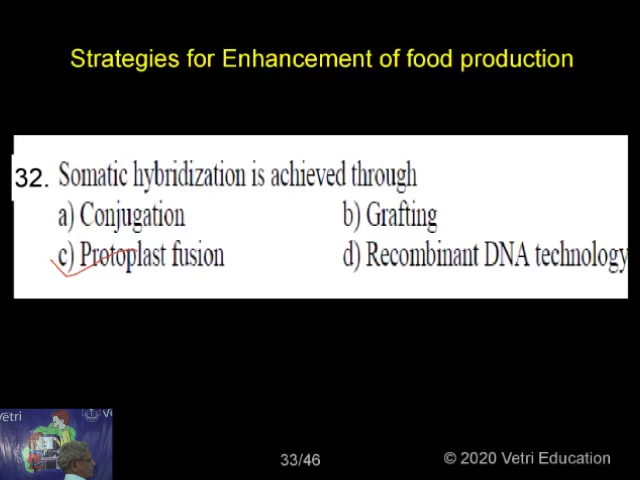 Strategies for Enhancement of food production
32. Somatic hybridization is achieved through
a) Conjugation b) Grafting
c) Protoplast fusion d) Recombinant DNA technology
Vetri
33/46
© 2020 Vetri Education